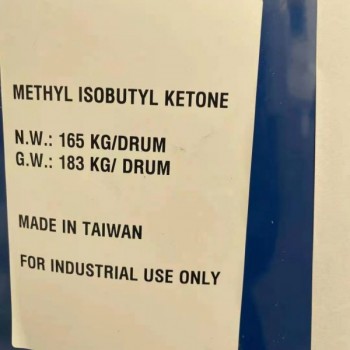 METHYL ISOBUTYL KETONE
N.W.: 165 KG/DRUM
G.W.: 183 KG/ DRUM
MADE IN TAIWAN
FOR INDUSTRIAL USE ONLY